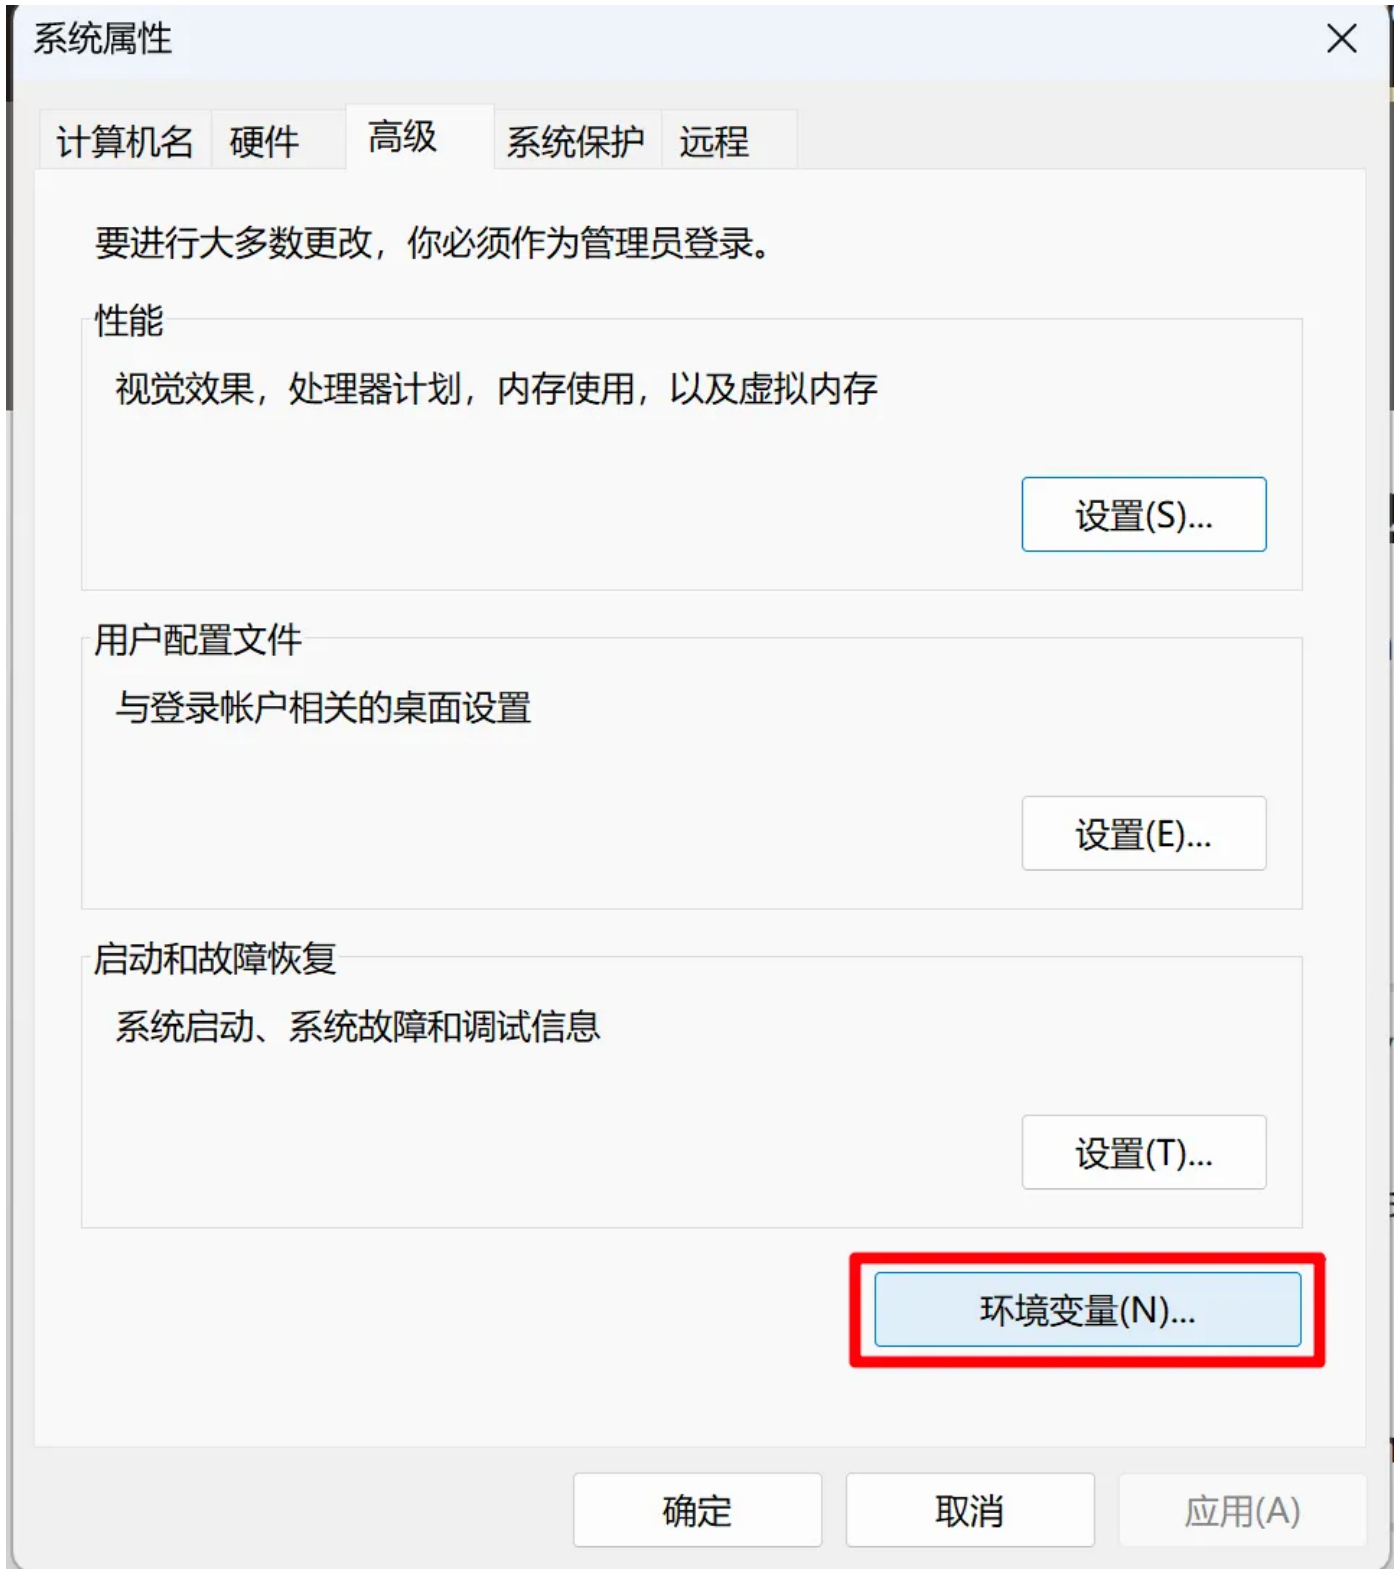 系统属性
计算机名 硬件 高级 系统保护 远程
要进行大多数更改，你必须作为管理员登录。
性能
视觉效果，处理器计划，内存使用，以及虚拟内存
设置(S)...
用户配置文件
与登录帐户相关的桌面设置
设置(E)...
启动和故障恢复
系统启动、系统故障和调试信息
设置(T)...
环境变量(N)...
确定 取消 应用(A)